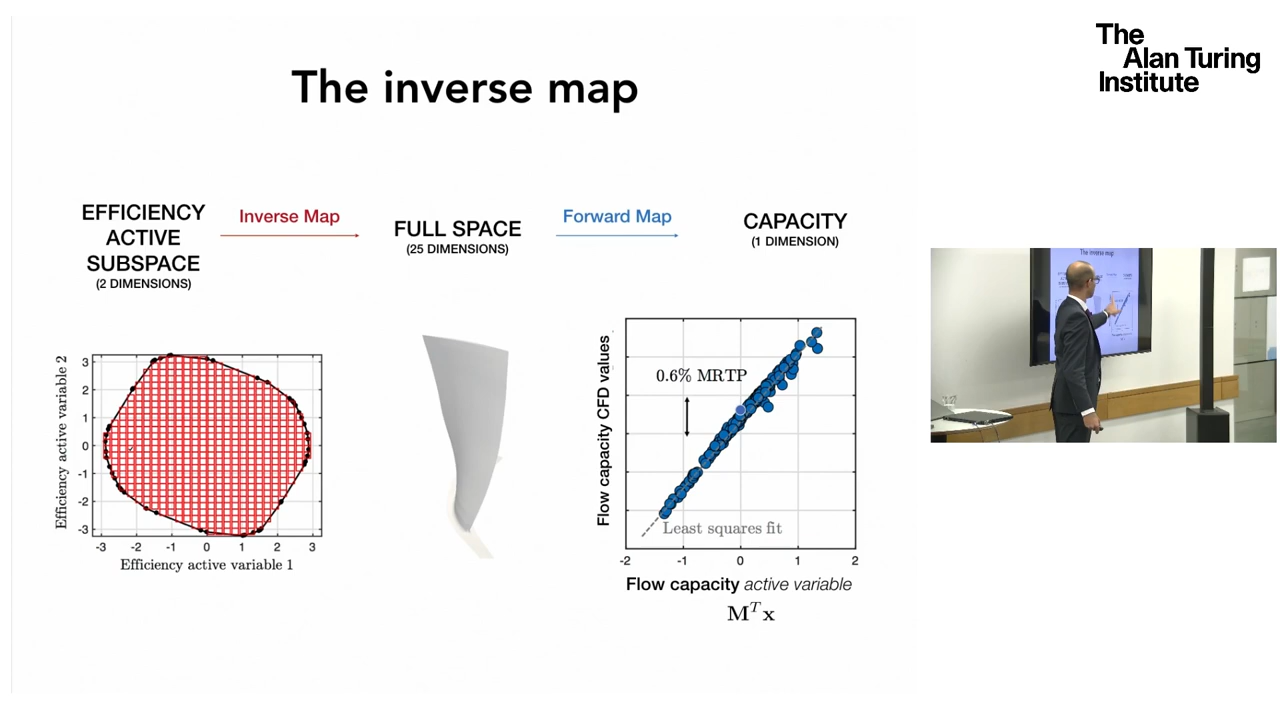 The inverse map
The
Alan Turing
Institute
EFFICIENCY
ACTIVE
SUBSPACE
(2 DIMENSIONS)
Inverse Map
FULL SPACE
(25 DIMENSIONS)
Forward Map
CAPACITY
(1 DIMENSION)
Efficiency active variable 2
3
2
1
0
-1
-2
-3
-3 -2 -1 0 1 2 3
Efficiency active variable 1
Flow capacity CFD values
0.6% MRTP
Least squares fit
-2 -1 0 1 2
Flow capacity active variable
M^T x
The inverse map